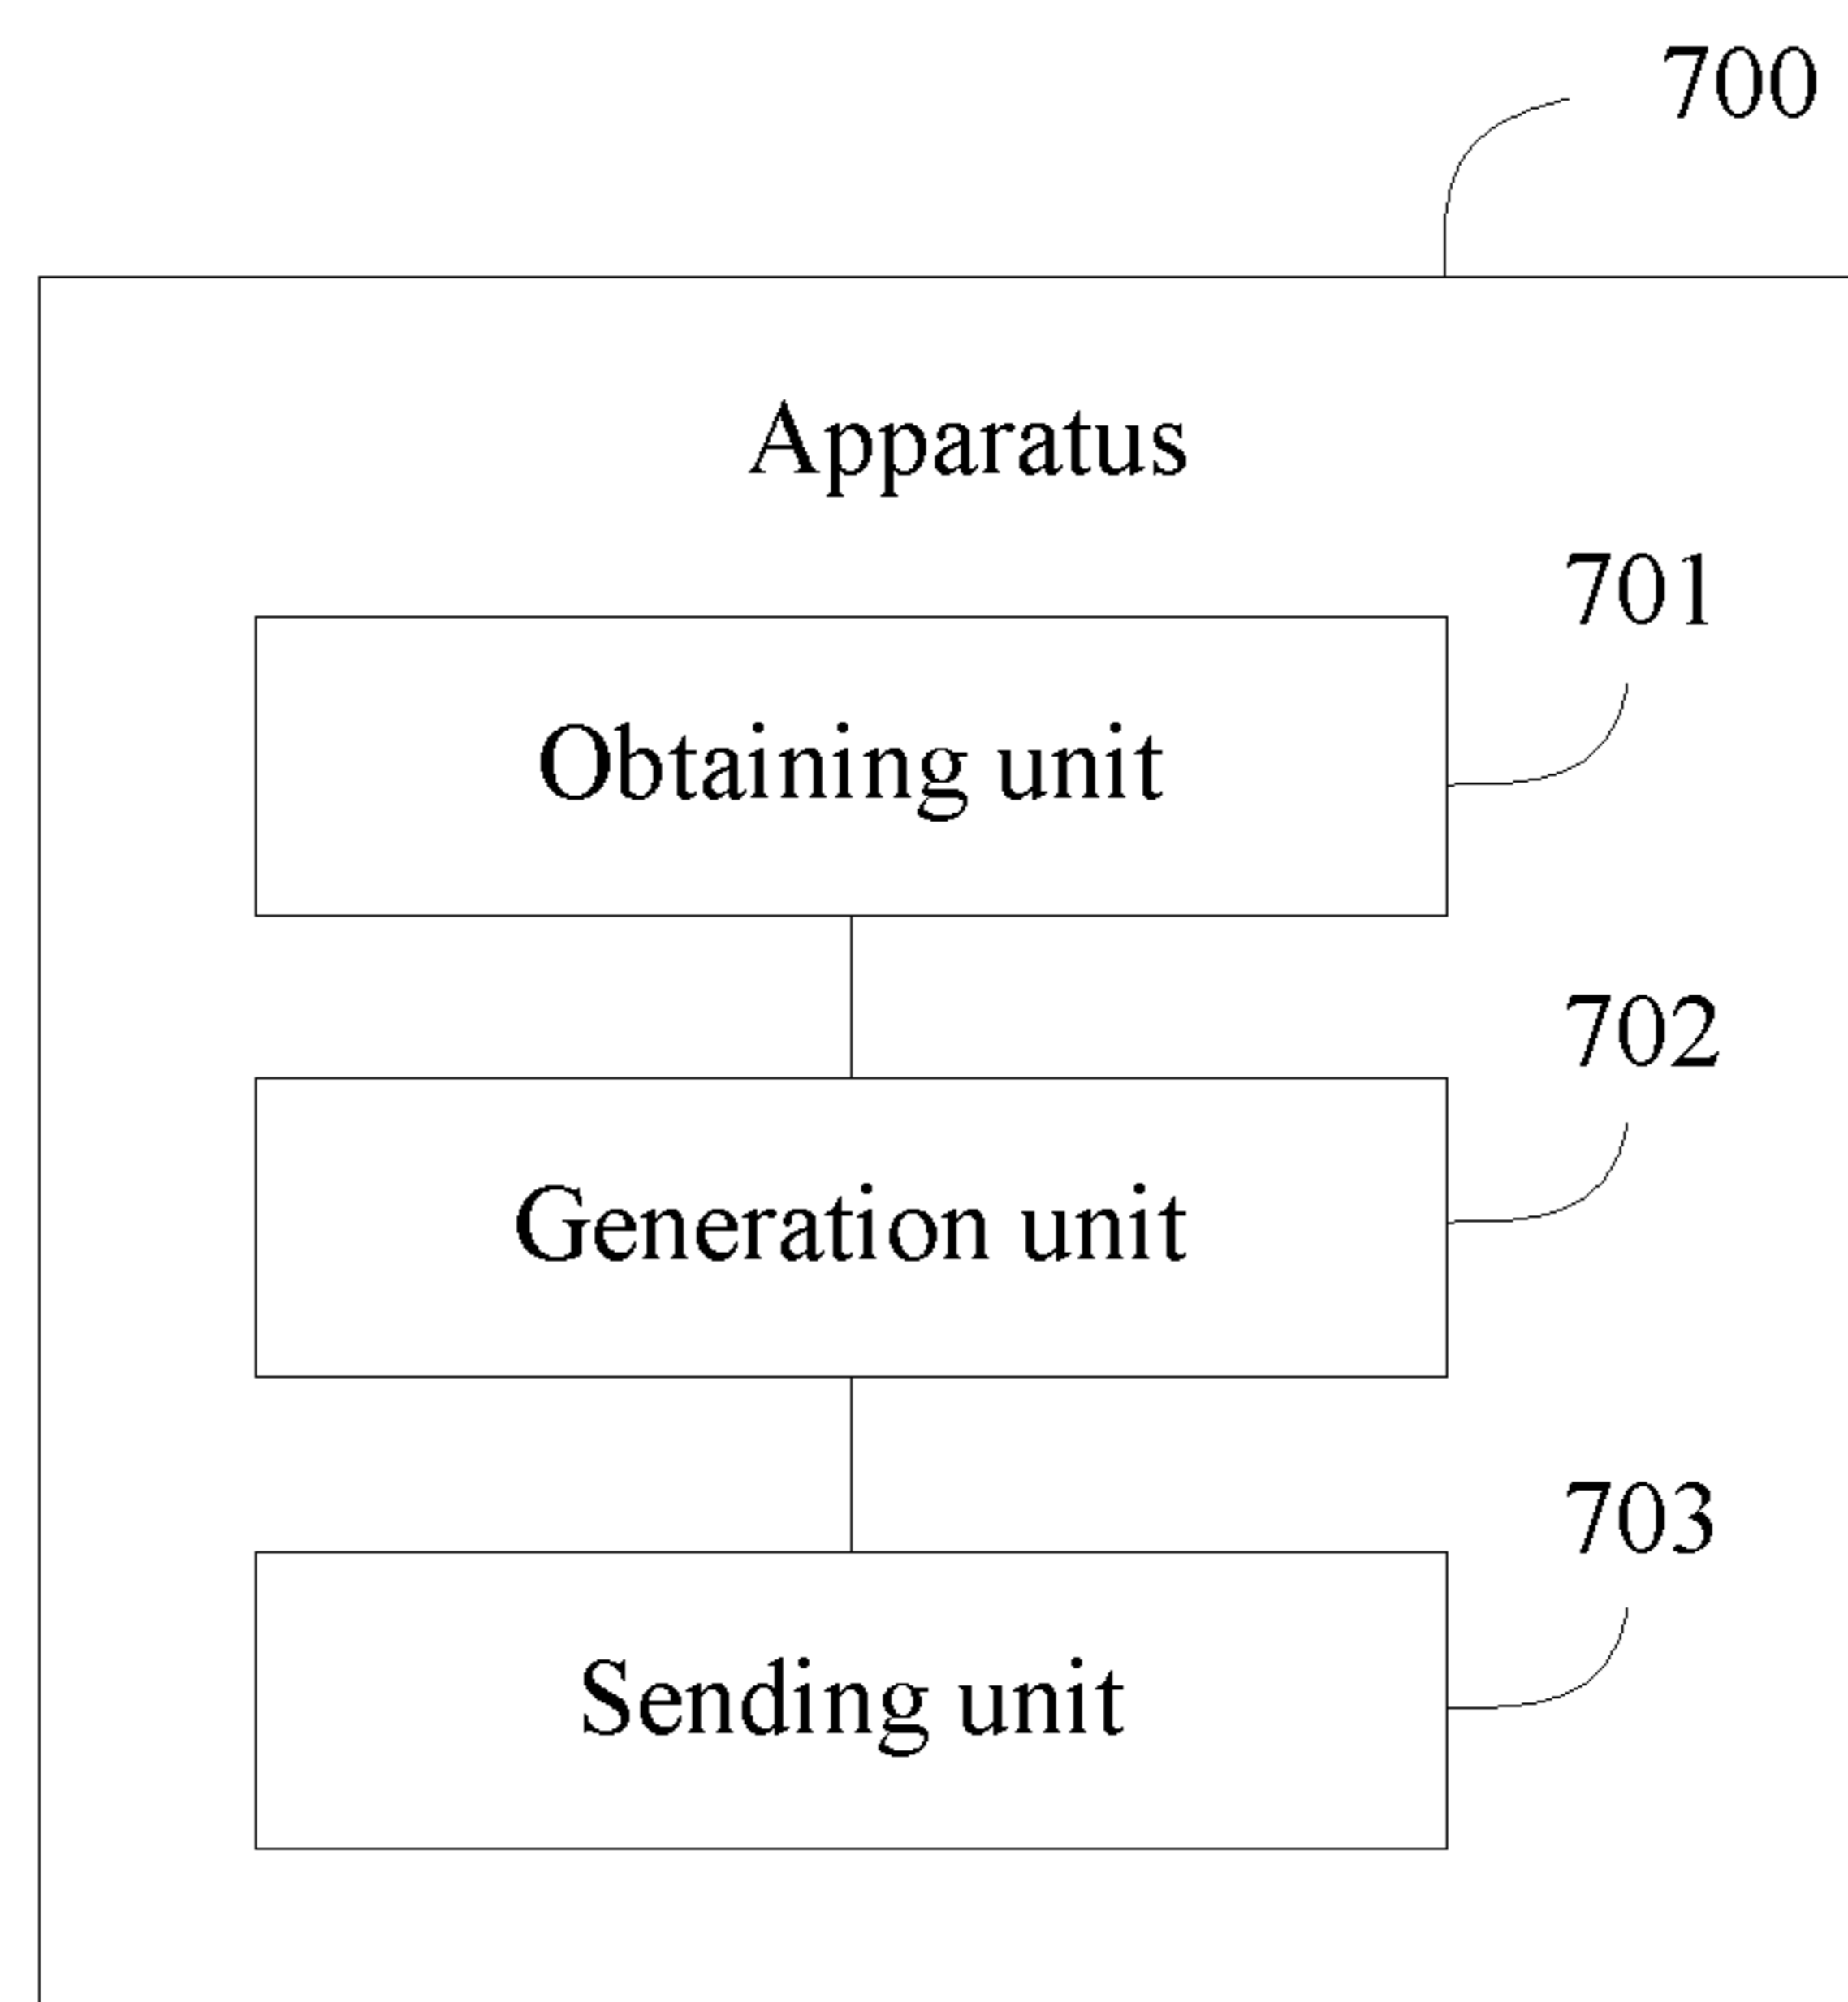 700
Apparatus
701
Obtaining unit
702
Generation unit
703
Sending unit